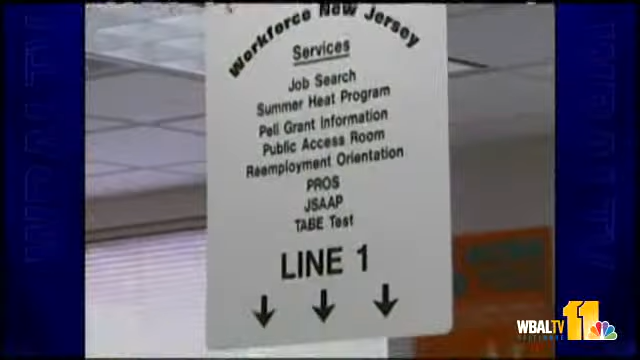 Workforce New Jersey
Services
Job Search
Summer Heat Program
Pell Grant Information
Public Access Room
Reemployment Orientation
PROS
JSAAP
TABE Test
LINE 1
WBALTV 11